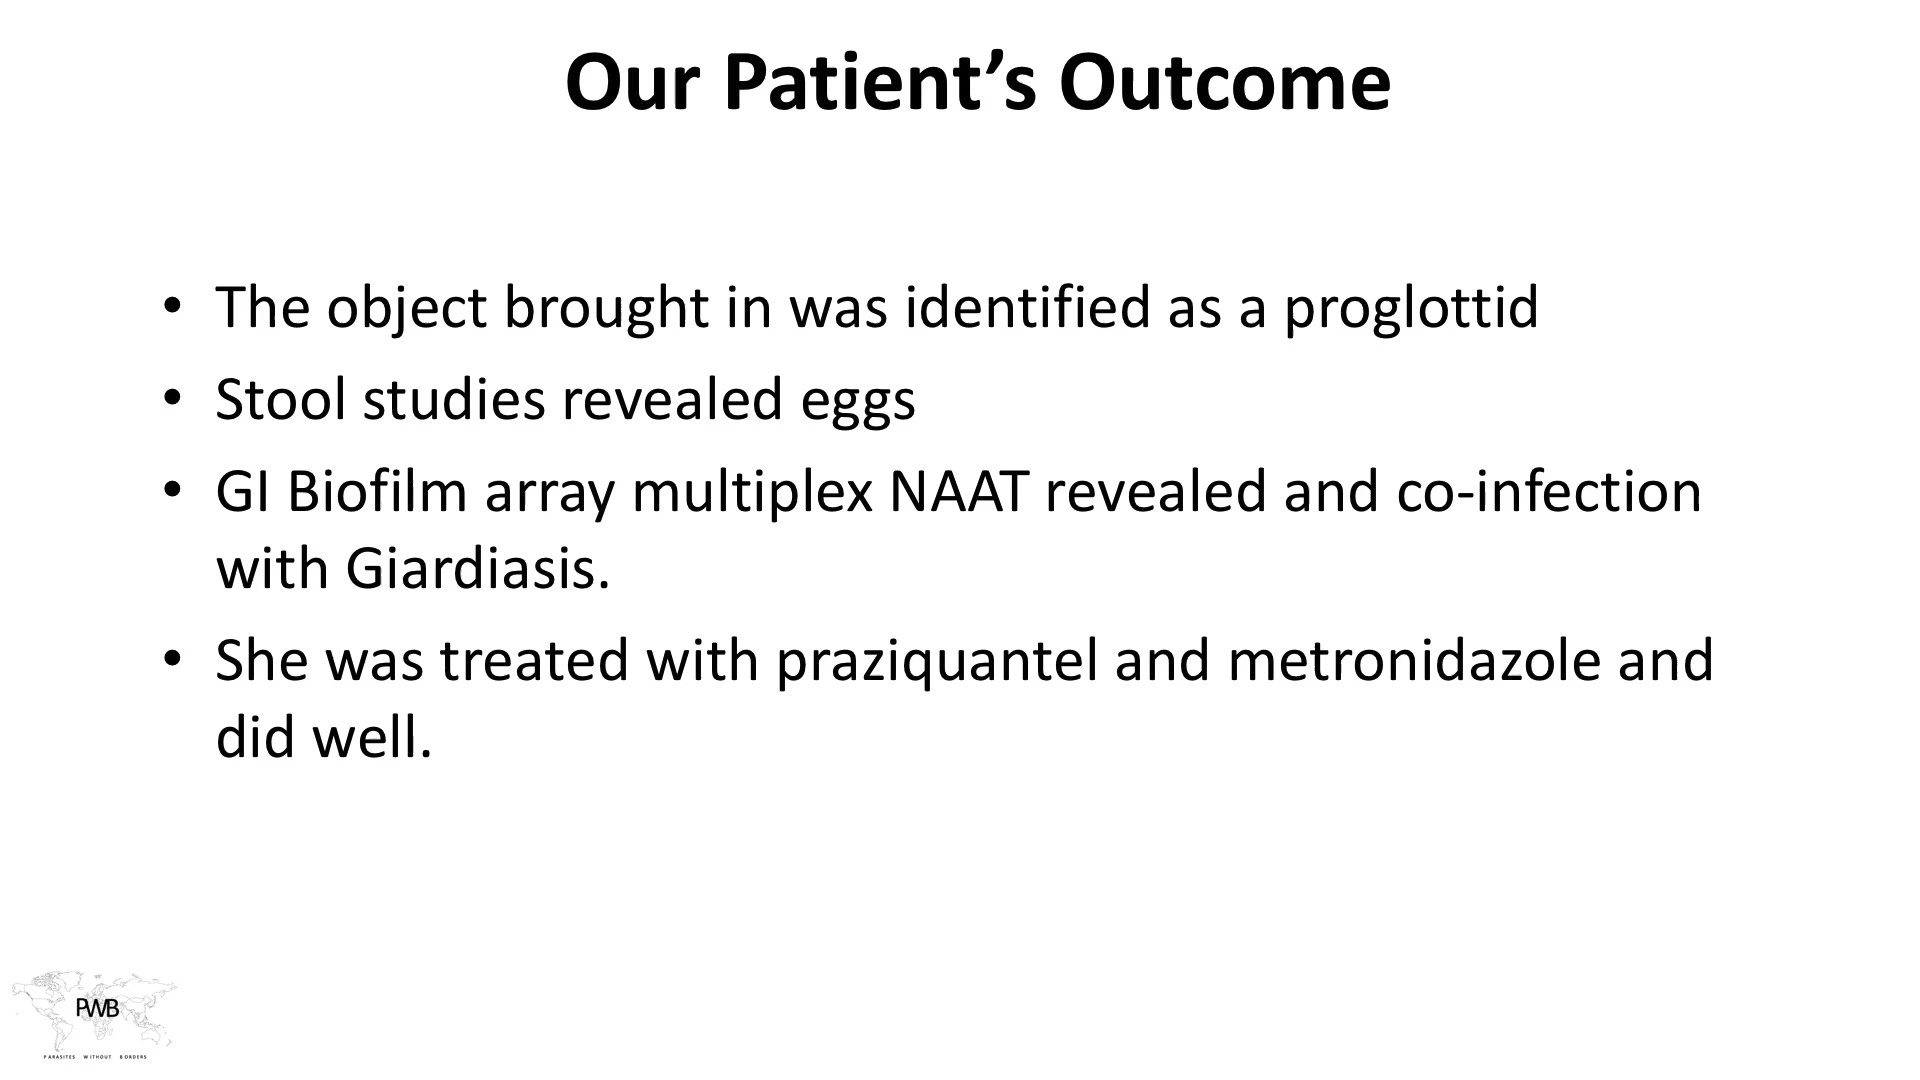 Our Patient’s Outcome
• The object brought in was identified as a proglottid
• Stool studies revealed eggs
• GI Biofilm array multiplex NAAT revealed and co-infection
with Giardiasis.
• She was treated with praziquantel and metronidazole and
did well.
PWB
PARASITES WITHOUT BORDERS